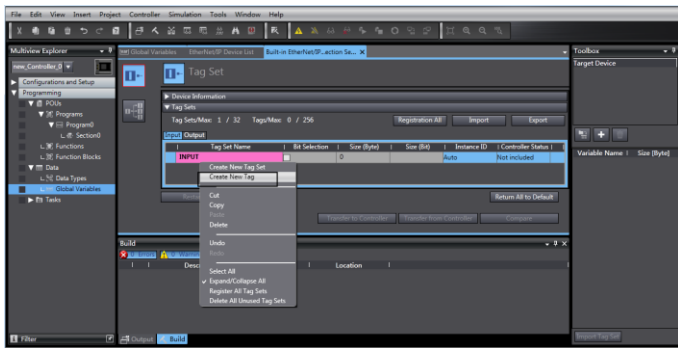 File Edit View Insert Project Controller Simulation Tools Window Help
Multiview Explorer
new_Controller_0
Configurations and Setup
Programming
POUs
Programs
Program0
Section0
Functions
Function Blocks
Data
Data Types
Global Variables
Tasks
Filter
Global Variables EtherNet/IP Device List Built-in EtherNet/IP...ection Se... X
Tag Set
Device Information
Tag Sets
Tag Sets/Max: 1 / 32 Tags/Max: 0 / 256 Registration All Import Export
Input Output
Tag Set Name Bit Selection Size (Byte) Size (Bit) Instance ID Controller Status
INPUT 0 Auto Not included
Create New Tag Set
Create New Tag
Cut
Copy
Paste
Delete
Undo
Redo
Select All
Expand/Collapse All
Register All Tag Sets
Delete All Unused Tag Sets
Return All to Default
Transfer to Controller Transfer from Controller Compare
Build
0 Errors
Location
Output Build
Toolbox
Target Device
Variable Name Size (Byte)
Import Tag Set